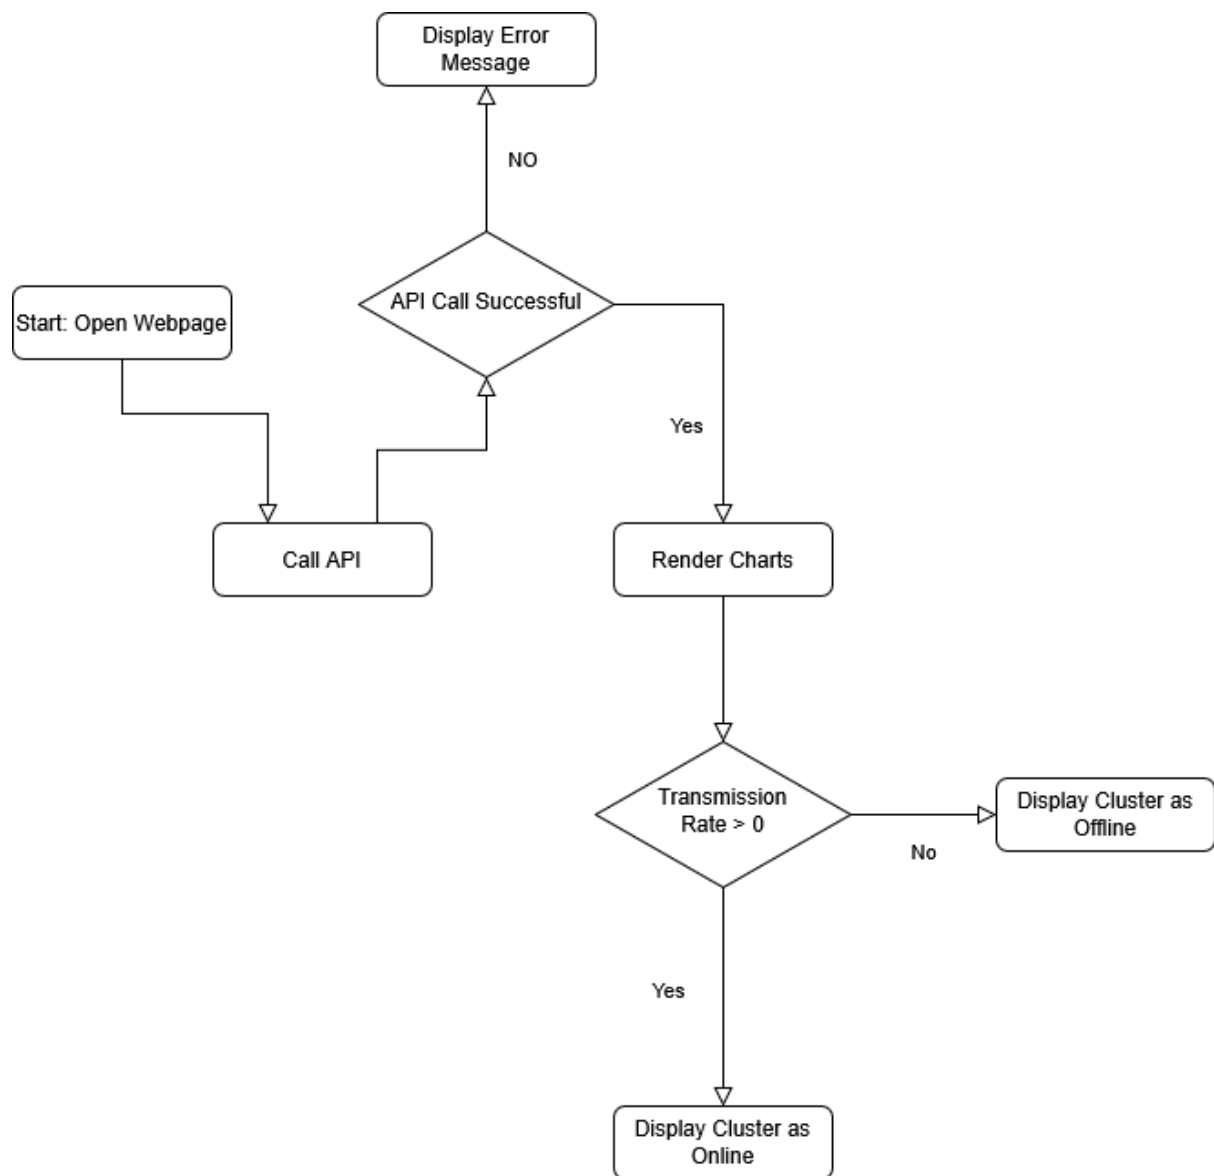 Display Error
Message
NO
API Call Successful
Start: Open Webpage
Yes
Call API
Render Charts
Transmission
Rate > 0
Display Cluster as
Offline
No
Yes
Display Cluster as
Online